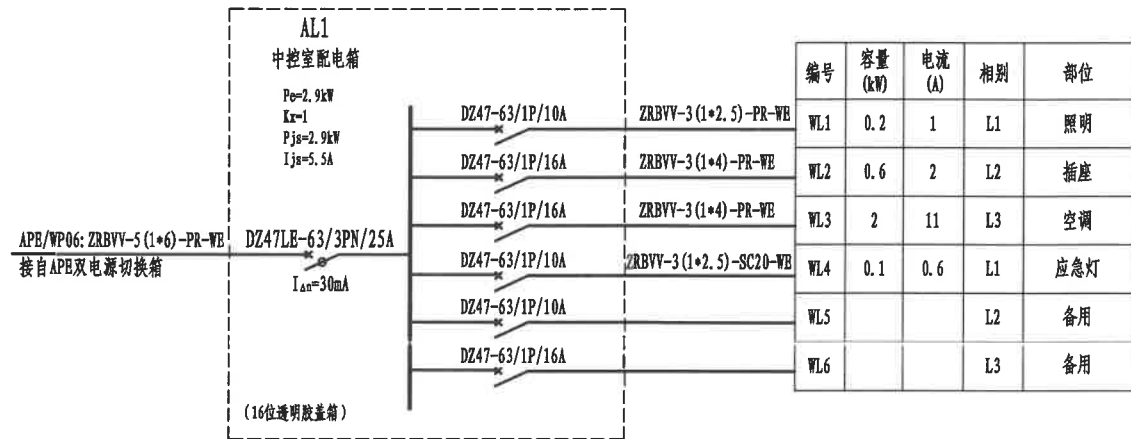 AL1
中控室配电箱
Pe=2.9kW
Kx=1
Pjs=2.9kW
Ijs=5.5A
APE/WP06:ZRBVV-5(1*6)-PR-WE
接自APE双电源切换箱
DZ47LE-63/3PN/25A
I△n=30mA
(16位透明胶盖箱)
DZ47-63/1P/10A
ZRBVV-3(1*2.5)-PR-WE
DZ47-63/1P/16A
ZRBVV-3(1*4)-PR-WE
DZ47-63/1P/16A
ZRBVV-3(1*4)-PR-WE
DZ47-63/1P/10A
ZRBVV-3(1*2.5)-SC20-WE
DZ47-63/1P/10A
DZ47-63/1P/16A
编号 容量(kW) 电流(A) 相别 部位
WL1 0.2 1 L1 照明
WL2 0.6 2 L2 插座
WL3 2 11 L3 空调
WL4 0.1 0.6 L1 应急灯
WL5 L2 备用
WL6 L3 备用